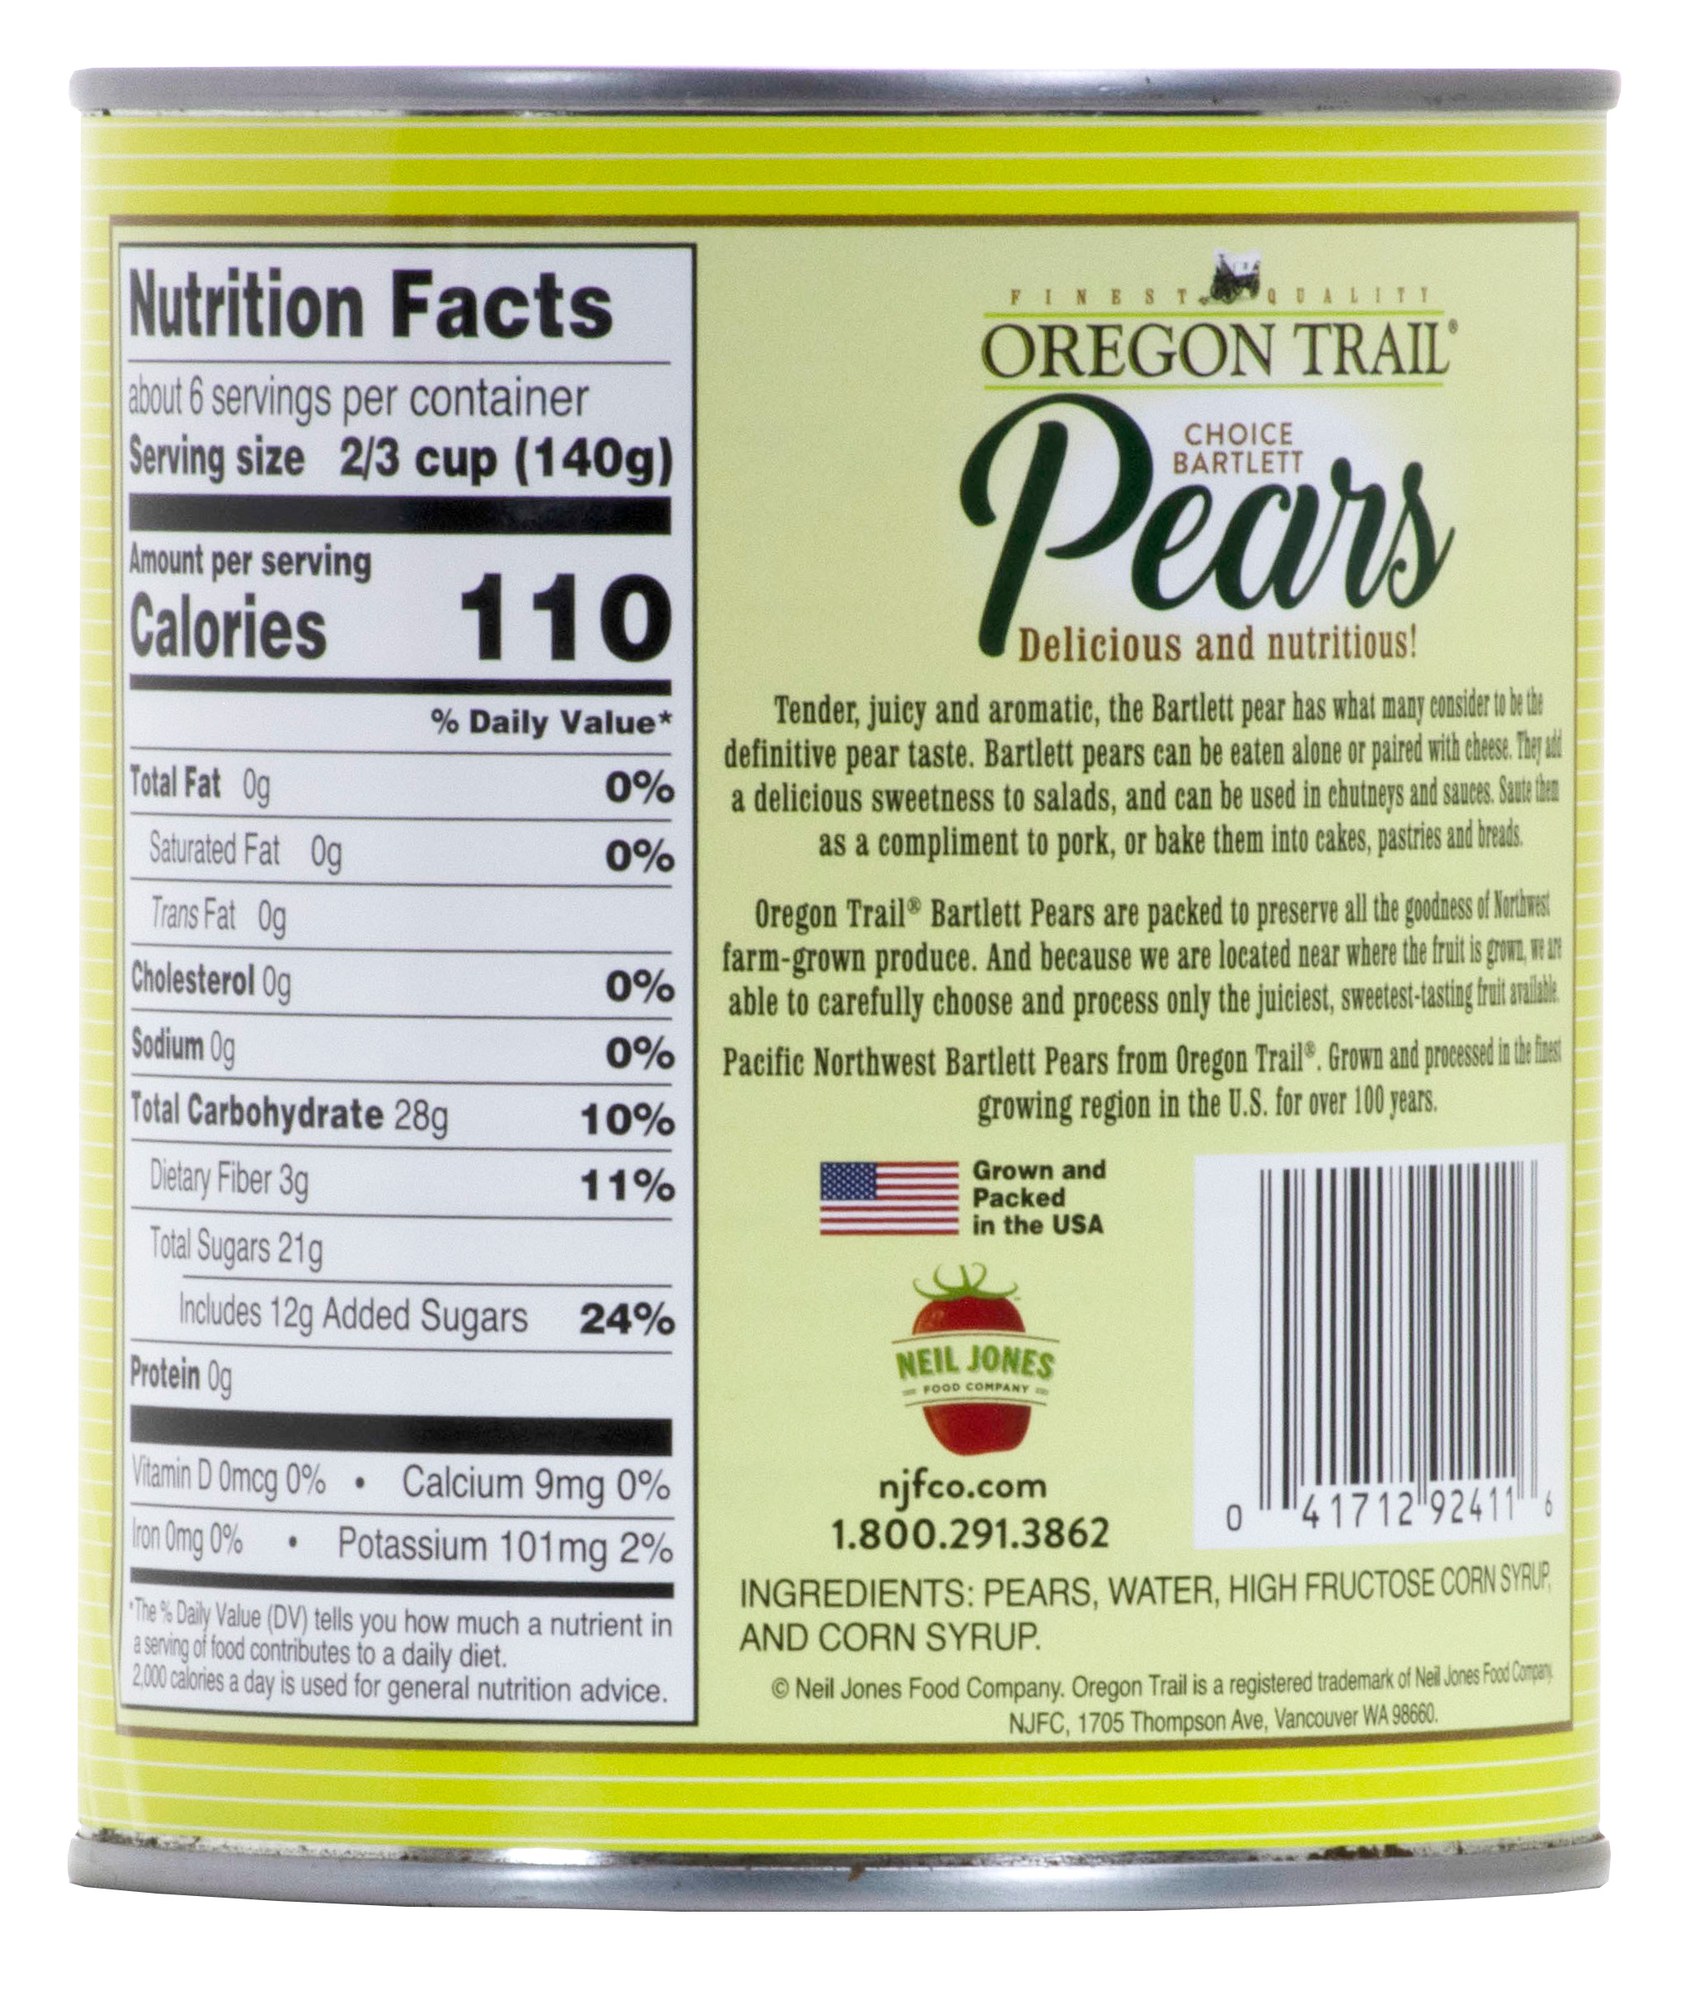 Nutrition Facts
about 6 servings per container
Serving size 2/3 cup (140g)
Amount per serving
Calories 110
% Daily Value*
Total Fat 0g 0%
Saturated Fat 0g 0%
Trans Fat 0g
Cholesterol 0g 0%
Sodium 0g 0%
Total Carbohydrate 28g 10%
Dietary Fiber 3g 11%
Total Sugars 21g
Includes 12g Added Sugars 24%
Protein 0g
Vitamin D 0mcg 0% • Calcium 9mg 0%
Iron 0mg 0% • Potassium 101mg 2%
*The % Daily Value (DV) tells you how much a nutrient in
a serving of food contributes to a daily diet.
2,000 calories a day is used for general nutrition advice.
FINEST QUALITY
OREGON TRAIL®
CHOICE
BARTLETT
Pears
Delicious and nutritious!
Tender, juicy and aromatic, the Bartlett pear has what many consider to be the
definitive pear taste. Bartlett pears can be eaten alone or paired with cheese. They add
a delicious sweetness to salads, and can be used in chutneys and sauces. Saute them
as a compliment to pork, or bake them into cakes, pastries and breads.
Oregon Trail® Bartlett Pears are packed to preserve all the goodness of Northwest
farm-grown produce. And because we are located near where the fruit is grown, we are
able to carefully choose and process only the juiciest, sweetest-tasting fruit available.
Pacific Northwest Bartlett Pears from Oregon Trail®. Grown and processed in the finest
growing region in the U.S. for over 100 years.
Grown and
Packed
in the USA
NEIL JONES
FOOD COMPANY
njfco.com
1.800.291.3862
0 41712 92411 6
INGREDIENTS: PEARS, WATER, HIGH FRUCTOSE CORN SYRUP,
AND CORN SYRUP.
© Neil Jones Food Company. Oregon Trail is a registered trademark of Neil Jones Food Company.
NJFC, 1705 Thompson Ave, Vancouver WA 98660.